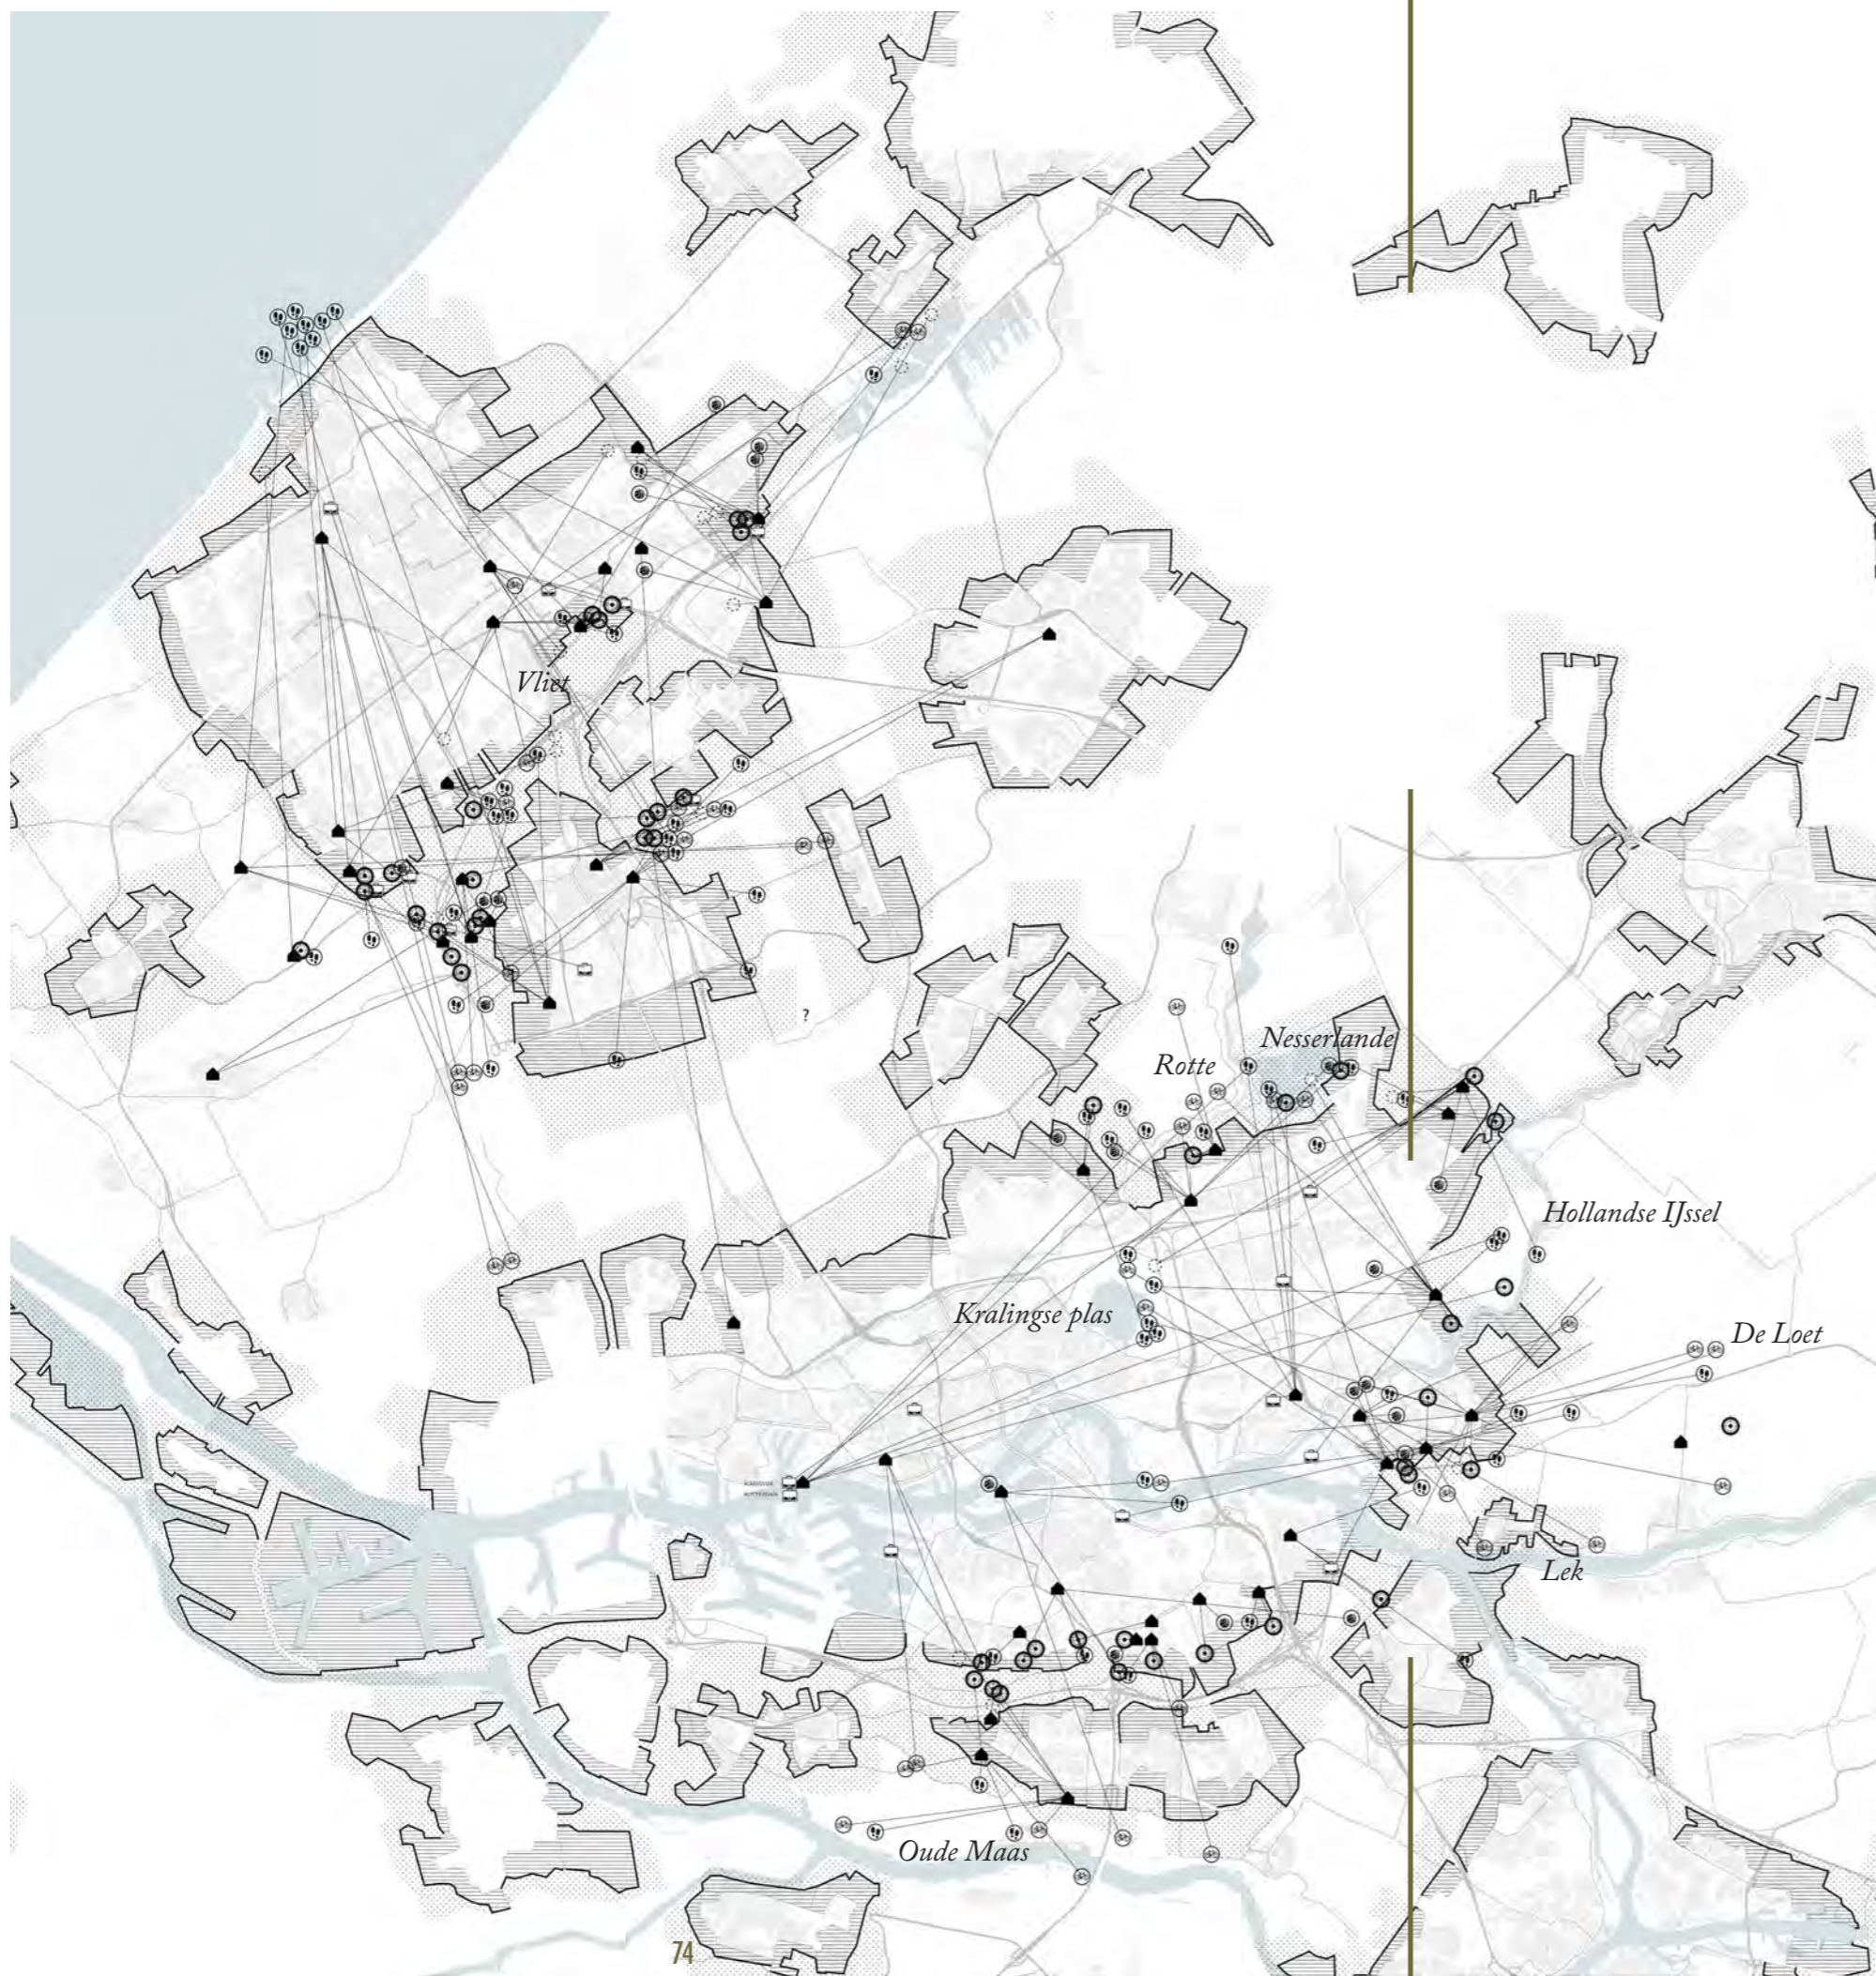 Vliet
?
Nesserlande
Rotte
Hollandse IJssel
Kralingse plas
De Loet
Lek
Oude Maas
74